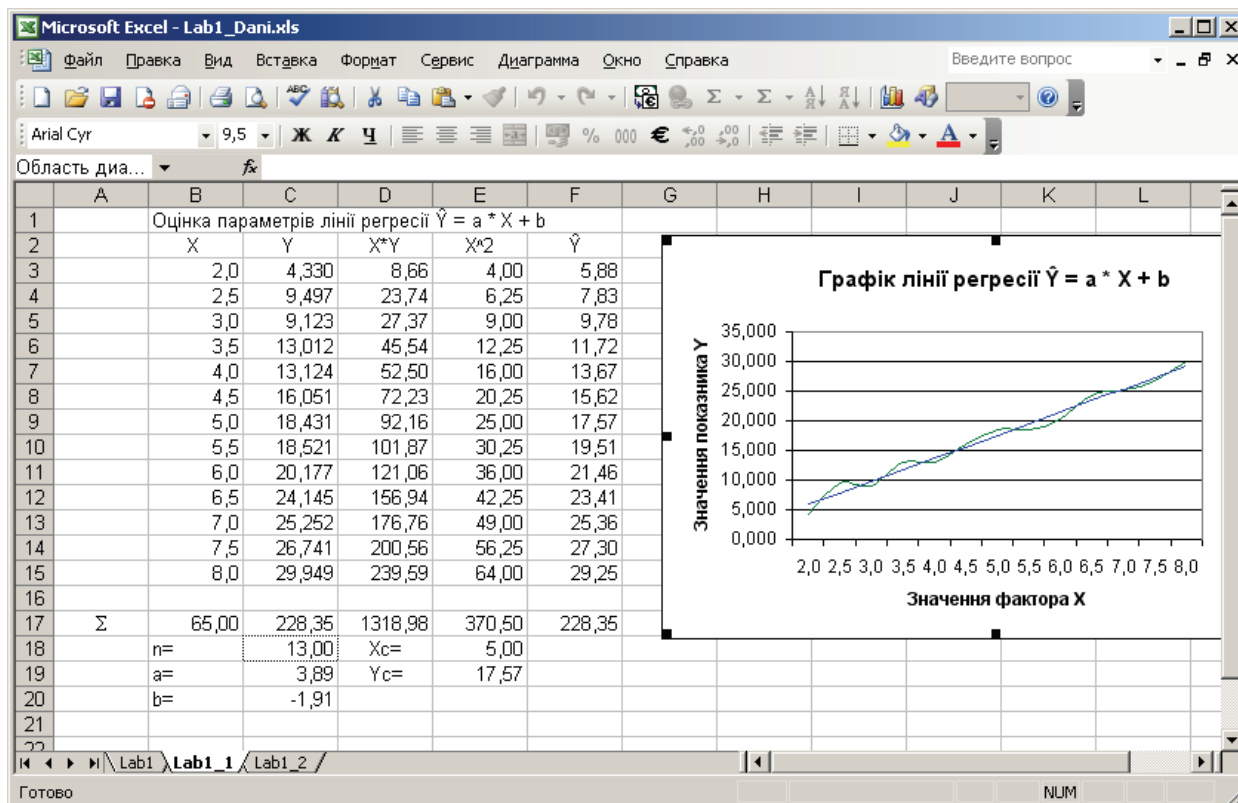 Microsoft Excel - Lab1_Dani.xls
Файл Правка Вид Вставка Формат Сервис Диаграмма Окно Справка Введите вопрос
Arial Cyr 9,5 Ж К Ч % 000 € ,00 ,00 A
Область диа... fx
A B C D E F G H I J K L
1 Оцінка параметрів лінії регресії Ŷ = a * X + b
2 X Y X*Y X^2 Ŷ
3 2,0 4,330 8,66 4,00 5,88
4 2,5 9,497 23,74 6,25 7,83
5 3,0 9,123 27,37 9,00 9,78
6 3,5 13,012 45,54 12,25 11,72
7 4,0 13,124 52,50 16,00 13,67
8 4,5 16,051 72,23 20,25 15,62
9 5,0 18,431 92,16 25,00 17,57
10 5,5 18,521 101,87 30,25 19,51
11 6,0 20,177 121,06 36,00 21,46
12 6,5 24,145 156,94 42,25 23,41
13 7,0 25,252 176,76 49,00 25,36
14 7,5 26,741 200,56 56,25 27,30
15 8,0 29,949 239,59 64,00 29,25
16
17 Σ 65,00 228,35 1318,98 370,50 228,35
18 n= 13,00 Xc= 5,00
19 a= 3,89 Yc= 17,57
20 b= -1,91
21
22
Графік лінії регресії Ŷ = a * X + b
Значення показника Y
35,000
30,000
25,000
20,000
15,000
10,000
5,000
0,000
2,0 2,5 3,0 3,5 4,0 4,5 5,0 5,5 6,0 6,5 7,0 7,5 8,0
Значення фактора X
Lab1 Lab1_1 Lab1_2
Готово NUM